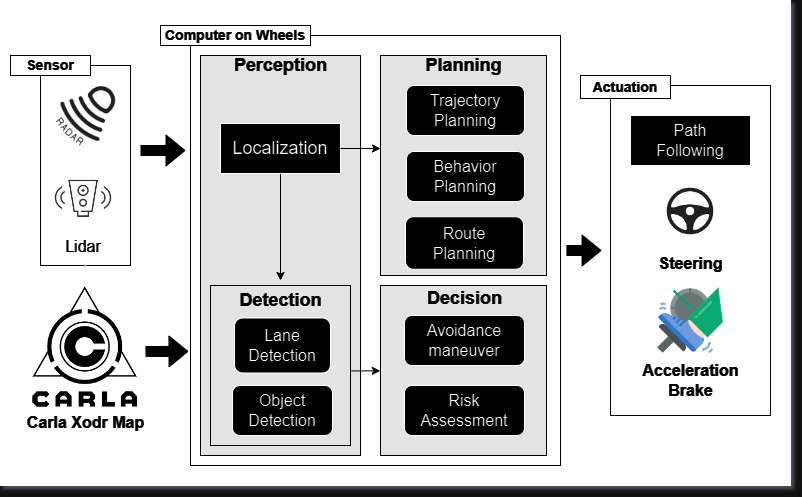 Sensor
RADAR
Lidar
CARLA
Carla Xodr Map
Computer on Wheels
Perception
Localization
Detection
Lane
Detection
Object
Detection
Planning
Trajectory
Planning
Behavior
Planning
Route
Planning
Decision
Avoidance
maneuver
Risk
Assessment
Actuation
Path
Following
Steering
Acceleration
Brake